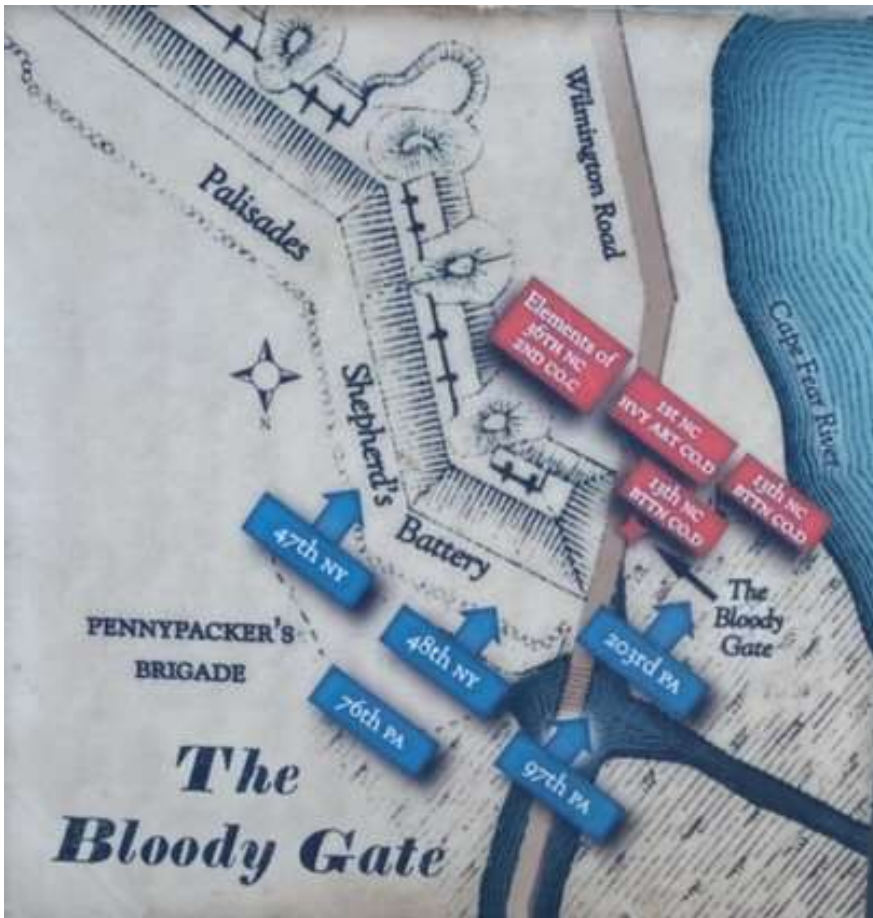 Palisades
Wilmington Road
Cape Fear River
Elements of
36TH NC
2ND CO.C
1st NC
HVY ART CO.D
13th NC
BTTN CO.D
13th NC
BTTN CO.D
Shepherd's
Battery
N
47th NY
48th NY
76th PA
97th PA
203rd PA
The
Bloody
Gate
PENNYPACKER'S
BRIGADE
The
Bloody Gate